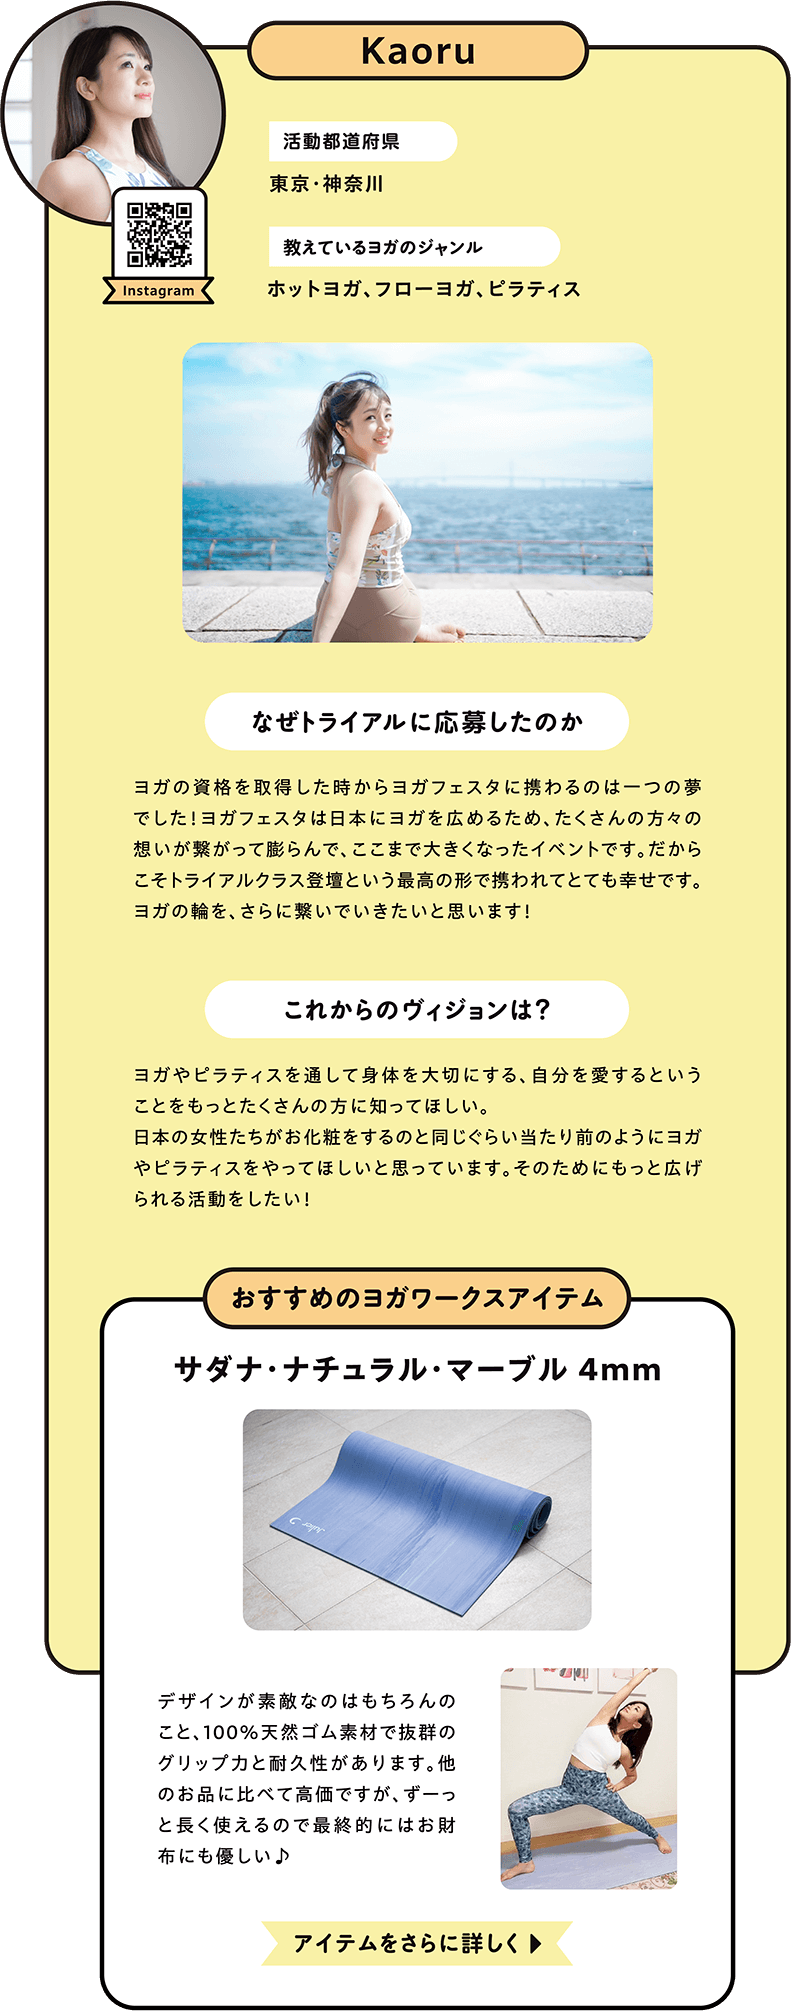 Kaoru
活動都道府県
東京･神奈川
Instagram
教えているヨガのジャンル
ホットヨガ、フローヨガ、ピラティス
なぜトライアルに応募したのか
ヨガの資格を取得した時からヨガフェスタに携わるのは一つの夢
でした！ヨガフェスタは日本にヨガを広めるため、たくさんの方々の
想いが繋がって膨らんで、ここまで大きくなったイベントです。だから
こそトライアルクラス登壇という最高の形で携われてとても幸せです。
ヨガの輪を、さらに繋いでいきたいと思います！
これからのヴィジョンは？
ヨガやピラティスを通して身体を大切にする、自分を愛するという
ことをもっとたくさんの方に知ってほしい。
日本の女性たちがお化粧をするのと同じぐらい当たり前のようにヨガ
やピラティスをやってほしいと思っています。そのためにもっと広げ
られる活動をしたい！
おすすめのヨガワークスアイテム
サダナ･ナチュラル･マーブル 4mm
デザインが素敵なのはもちろんの
こと、100%天然ゴム素材で抜群の
グリップ力と耐久性があります。他
のお品に比べて高価ですが、ずーっ
と長く使えるので最終的にはお財
布にも優しい♪
アイテムをさらに詳しく